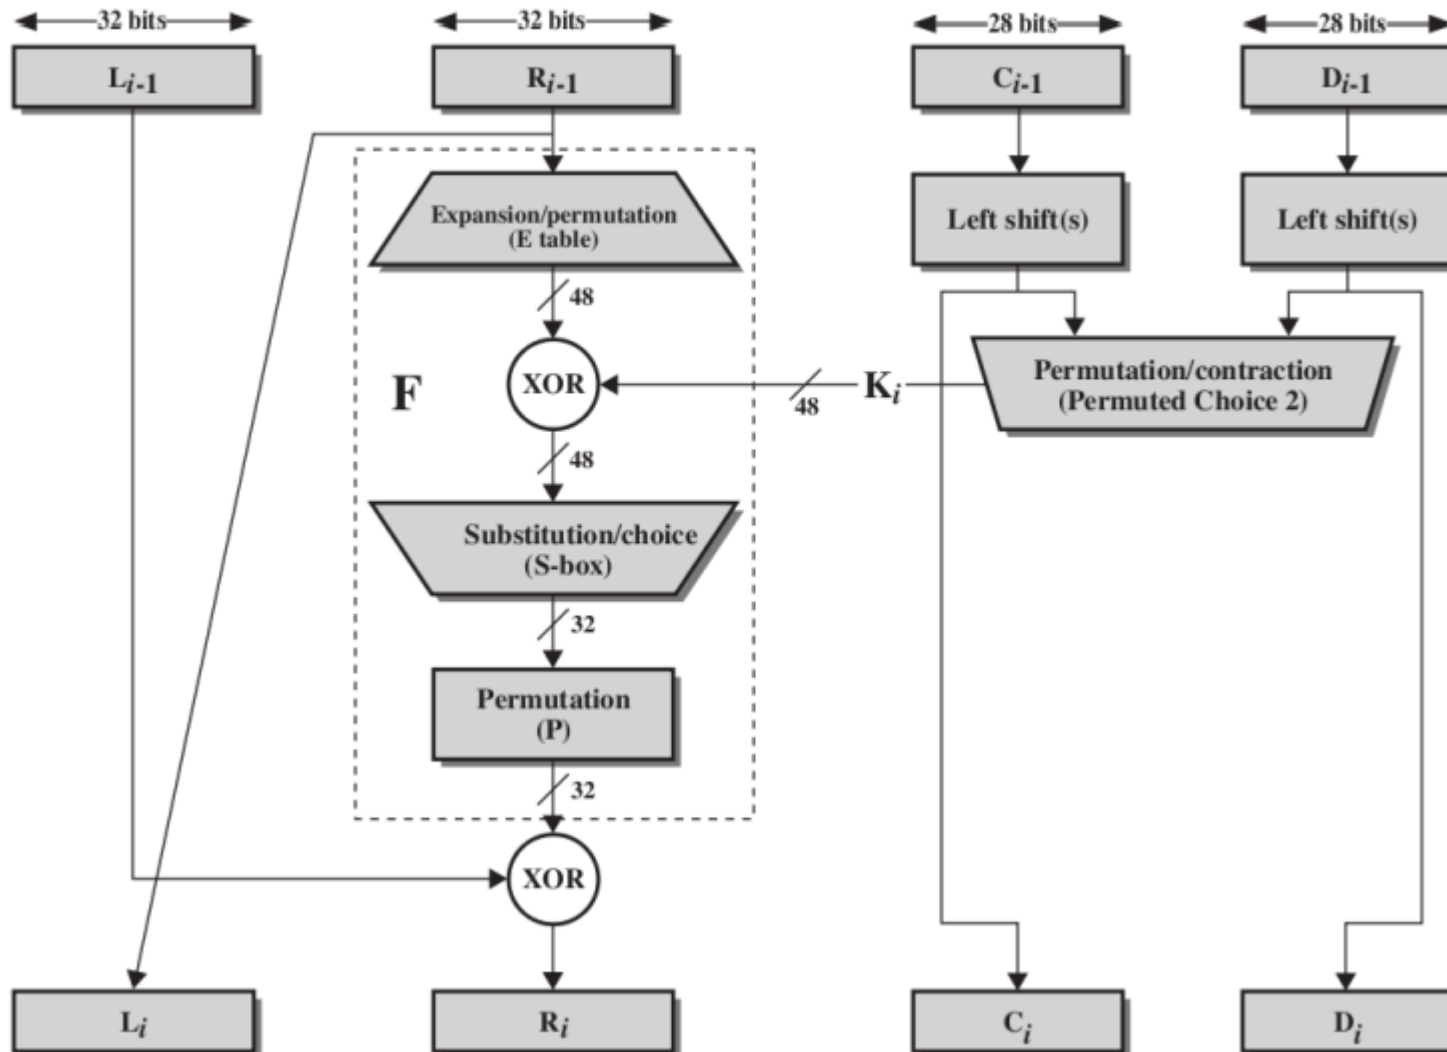 32 bits
32 bits
28 bits
28 bits
Li-1
Ri-1
Ci-1
Di-1
Expansion/permutation
(E table)
Left shift(s)
Left shift(s)
48
F
XOR
48
Ki
Permutation/contraction
(Permuted Choice 2)
48
Substitution/choice
(S-box)
32
Permutation
(P)
32
XOR
Li
Ri
Ci
Di